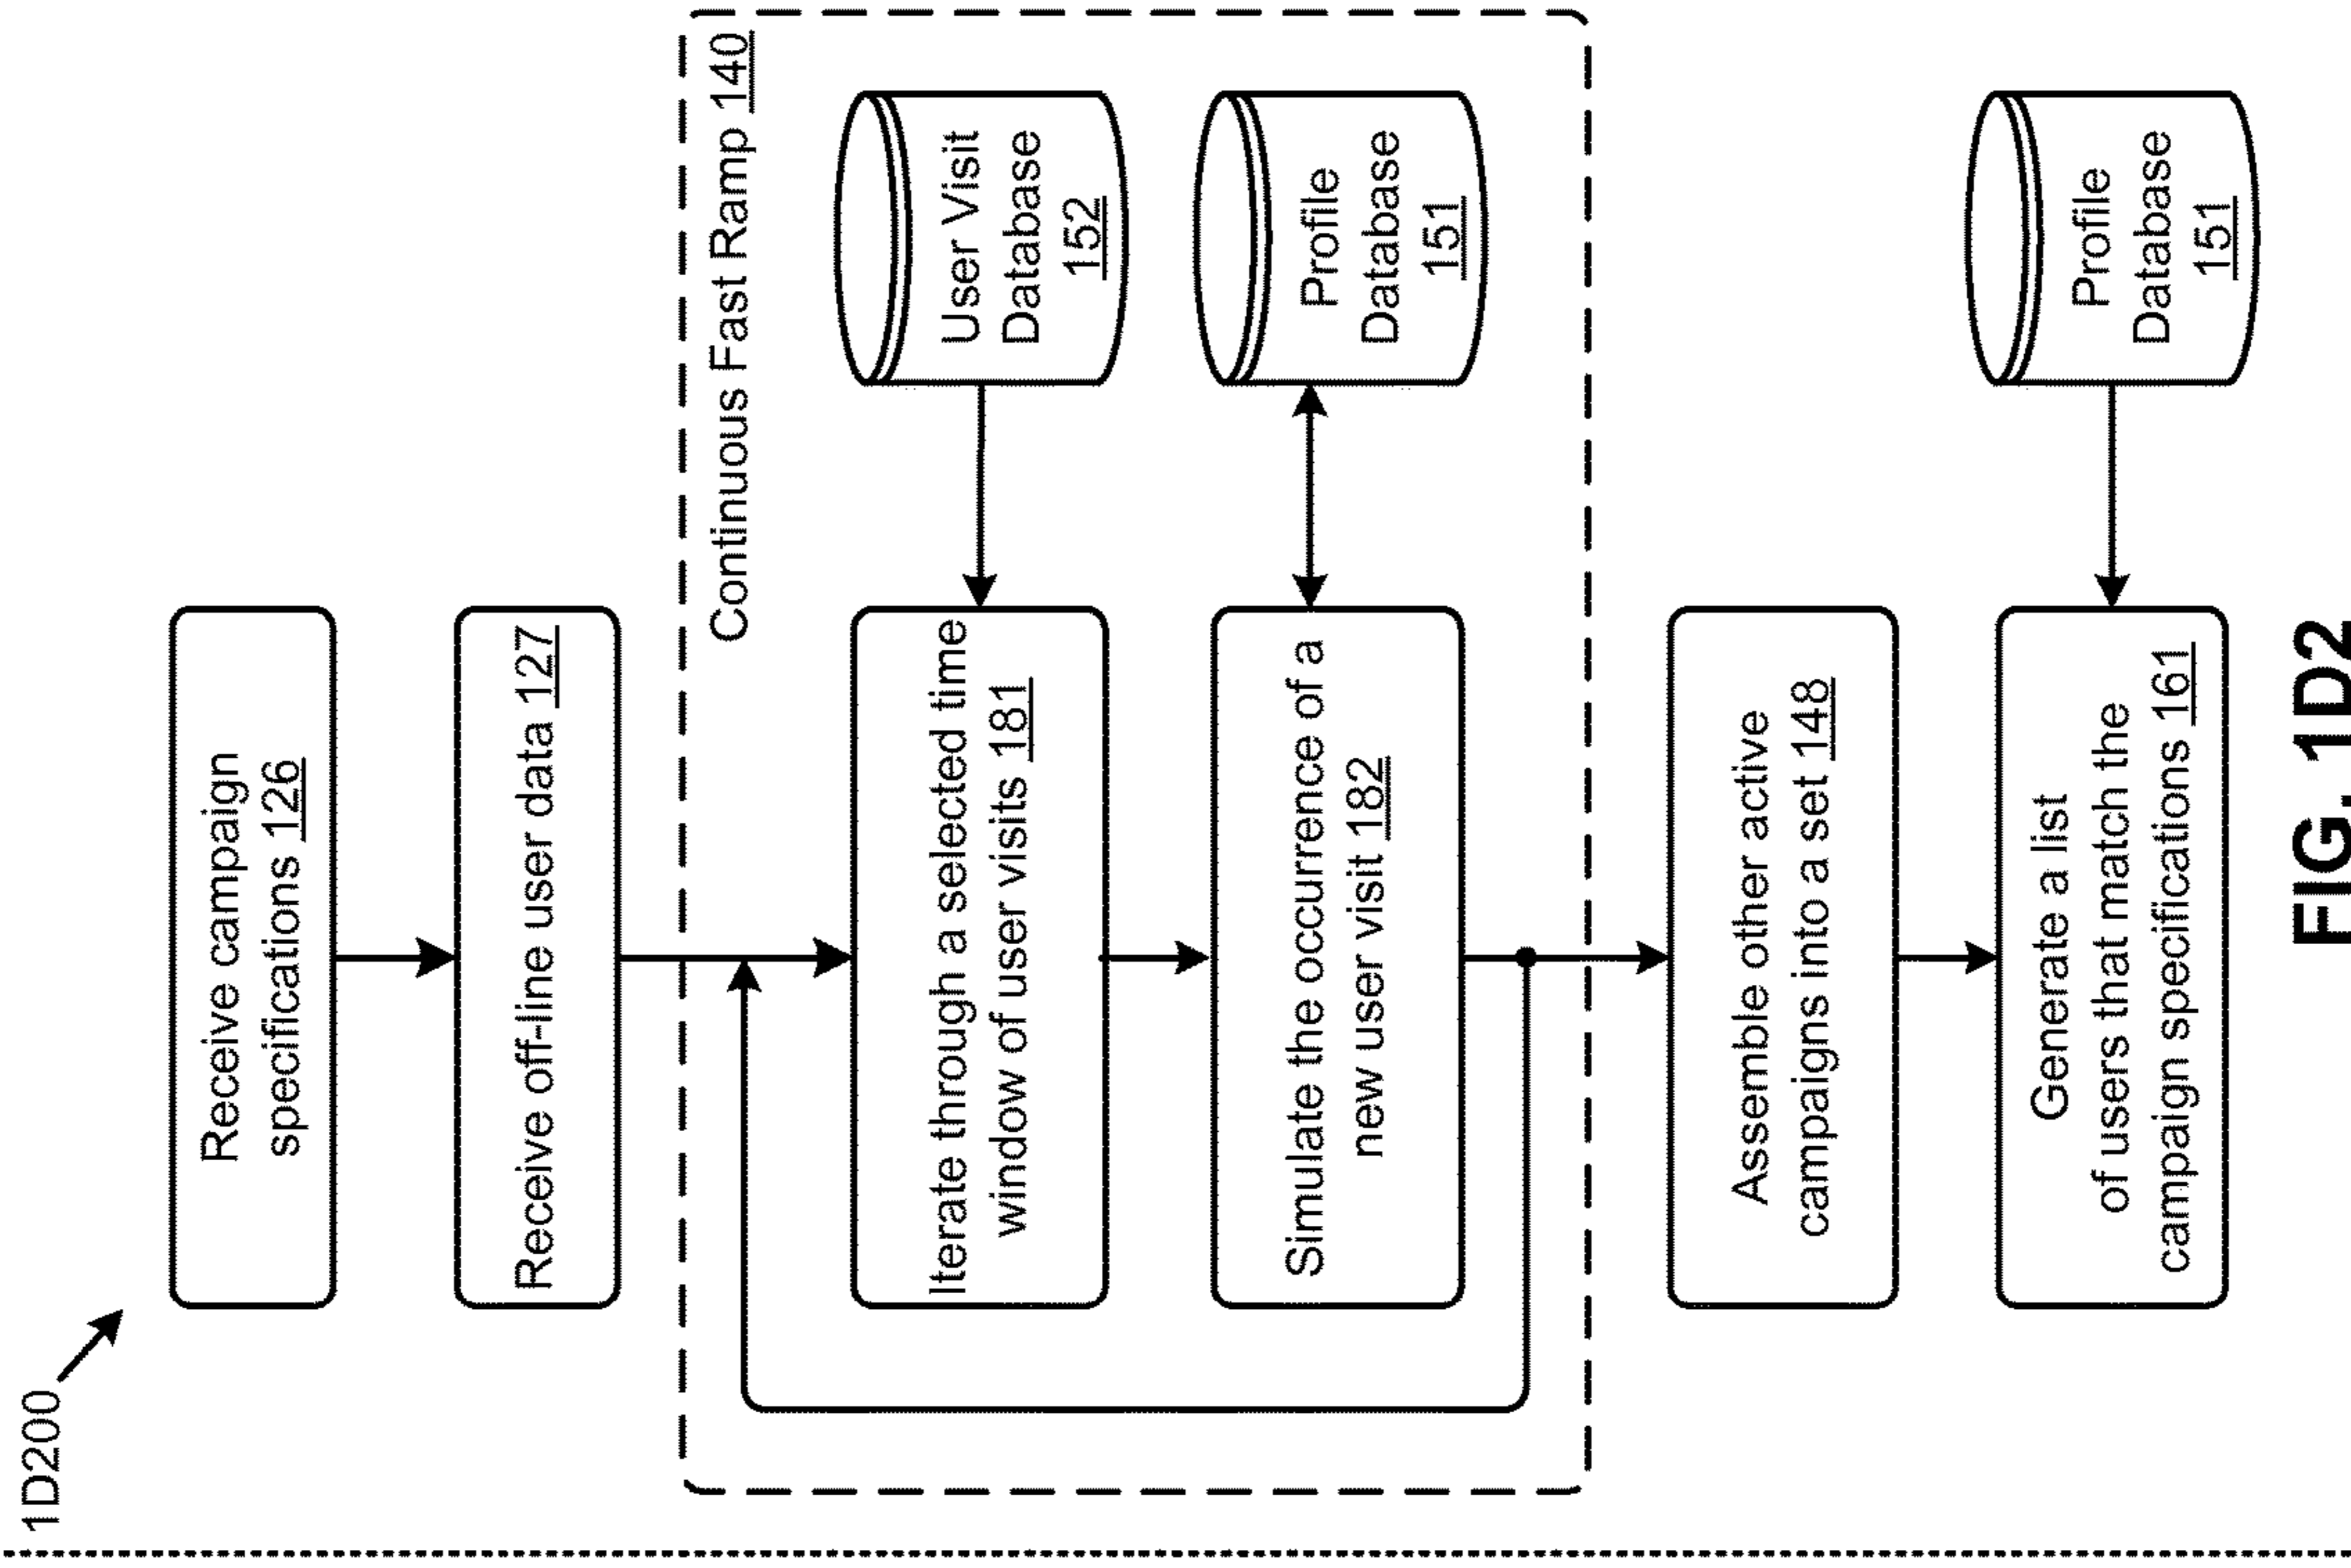 1D200
Receive campaign
specifications 126
Receive off-line user data 127
Continuous Fast Ramp 140
Iterate through a selected time
window of user visits 181
User Visit
Database
152
Simulate the occurrence of a
new user visit 182
Profile
Database
151
Assemble other active
campaigns into a set 148
Generate a list
of users that match the
campaign specifications 161
Profile
Database
151
FIG. 1D2